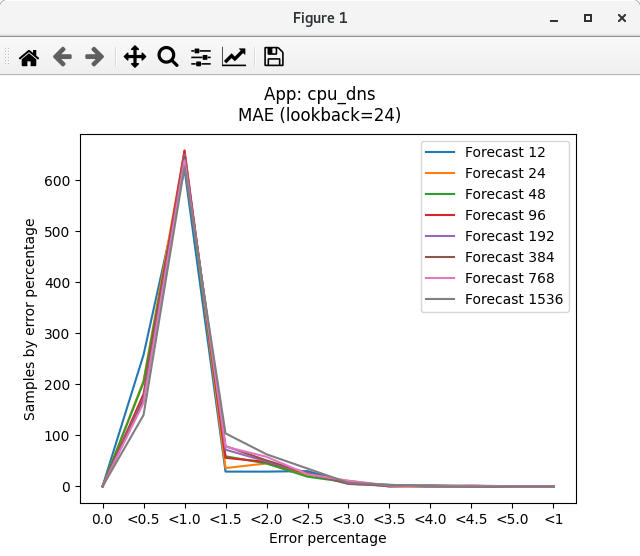 Figure 1
App: cpu_dns
MAE (lookback=24)
Forecast 12
Forecast 24
Forecast 48
Forecast 96
Forecast 192
Forecast 384
Forecast 768
Forecast 1536
Samples by error percentage
600
500
400
300
200
100
0
0.0 <0.5 <1.0 <1.5 <2.0 <2.5 <3.0 <3.5 <4.0 <4.5 <5.0 <1
Error percentage